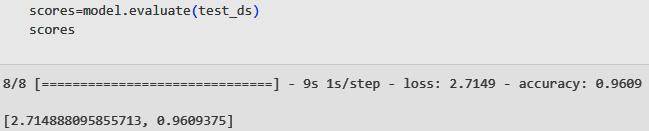 scores=model.evaluate(test_ds)
scores
8/8 [==============================] - 9s 1s/step - loss: 2.7149 - accuracy: 0.9609
[2.714888095855713, 0.9609375]